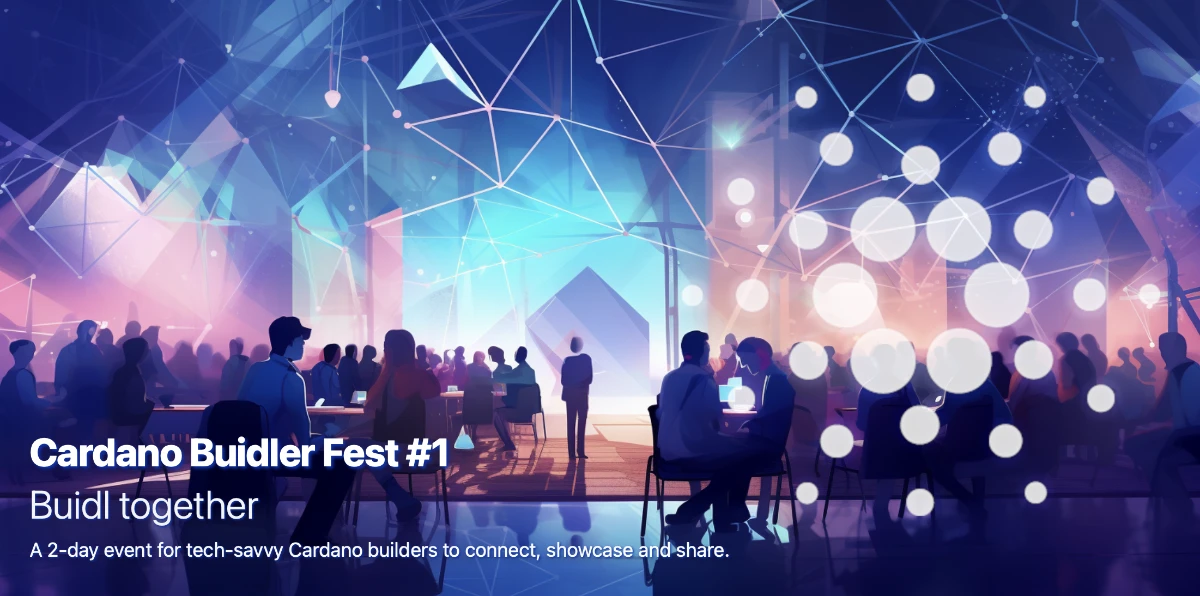 Cardano Buidler Fest #1
Buidl together
A 2-day event for tech-savvy Cardano builders to connect, showcase and share.